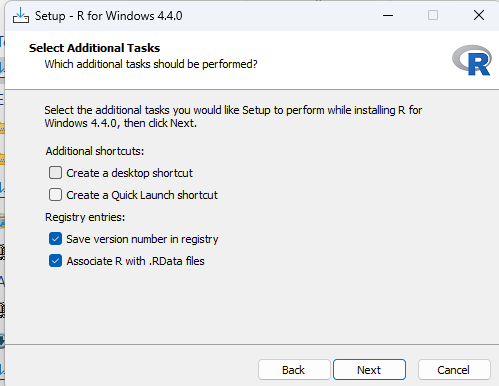 Setup - R for Windows 4.4.0
Select Additional Tasks
Which additional tasks should be performed?
R
Select the additional tasks you would like Setup to perform while installing R for
Windows 4.4.0, then click Next.
Additional shortcuts:
Create a desktop shortcut
Create a Quick Launch shortcut
Registry entries:
Save version number in registry
Associate R with .RData files
Back Next Cancel